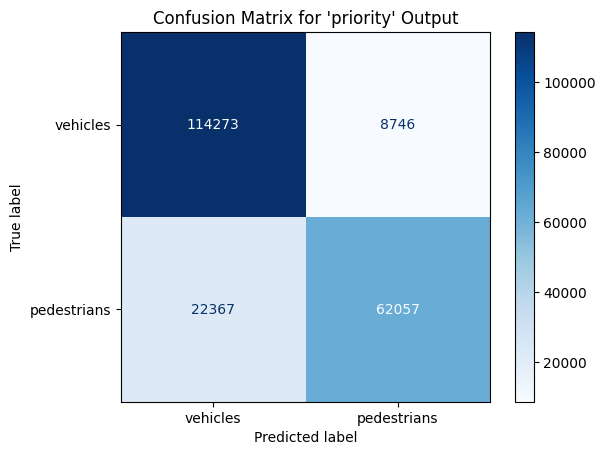 Confusion Matrix for 'priority' Output
True label
vehicles
114273
8746
pedestrians
22367
62057
vehicles
pedestrians
Predicted label
100000
80000
60000
40000
20000